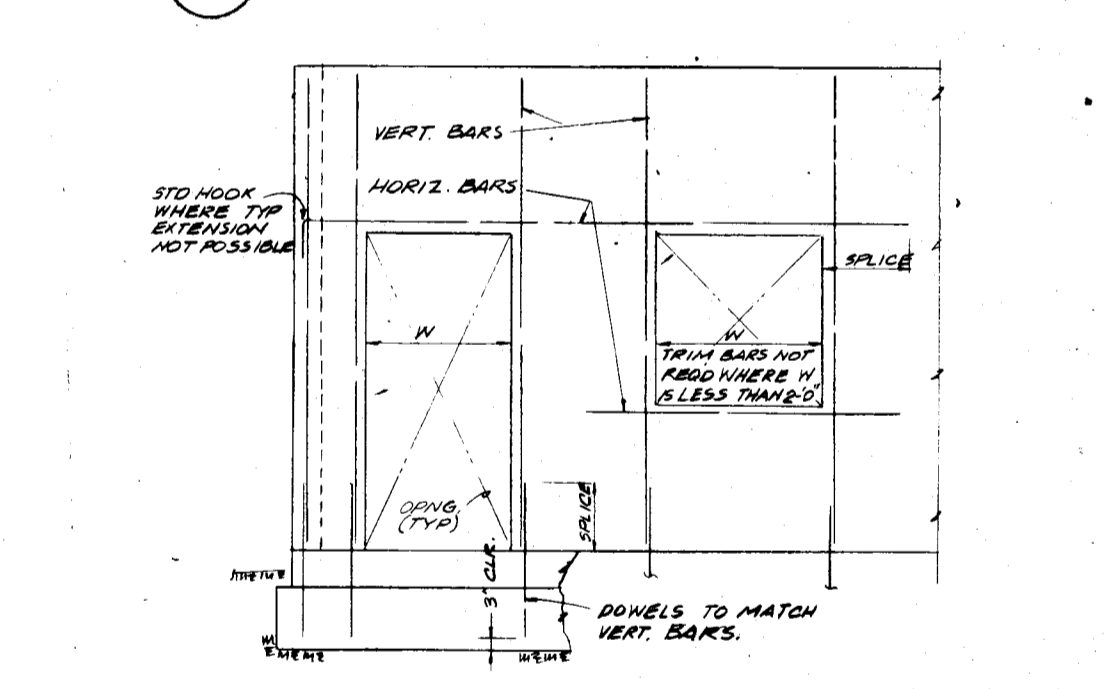 VERT. BARS
HORIZ. BARS
STD HOOK
WHERE TYP
EXTENSION
NOT POSSIBLE
SPLICE
W
W
TRIM BARS NOT
REQD WHERE W
IS LESS THAN 2'-0"
OPNG.
(TYP)
SPLICE
3" CLR.
DOWELS TO MATCH
VERT. BARS.